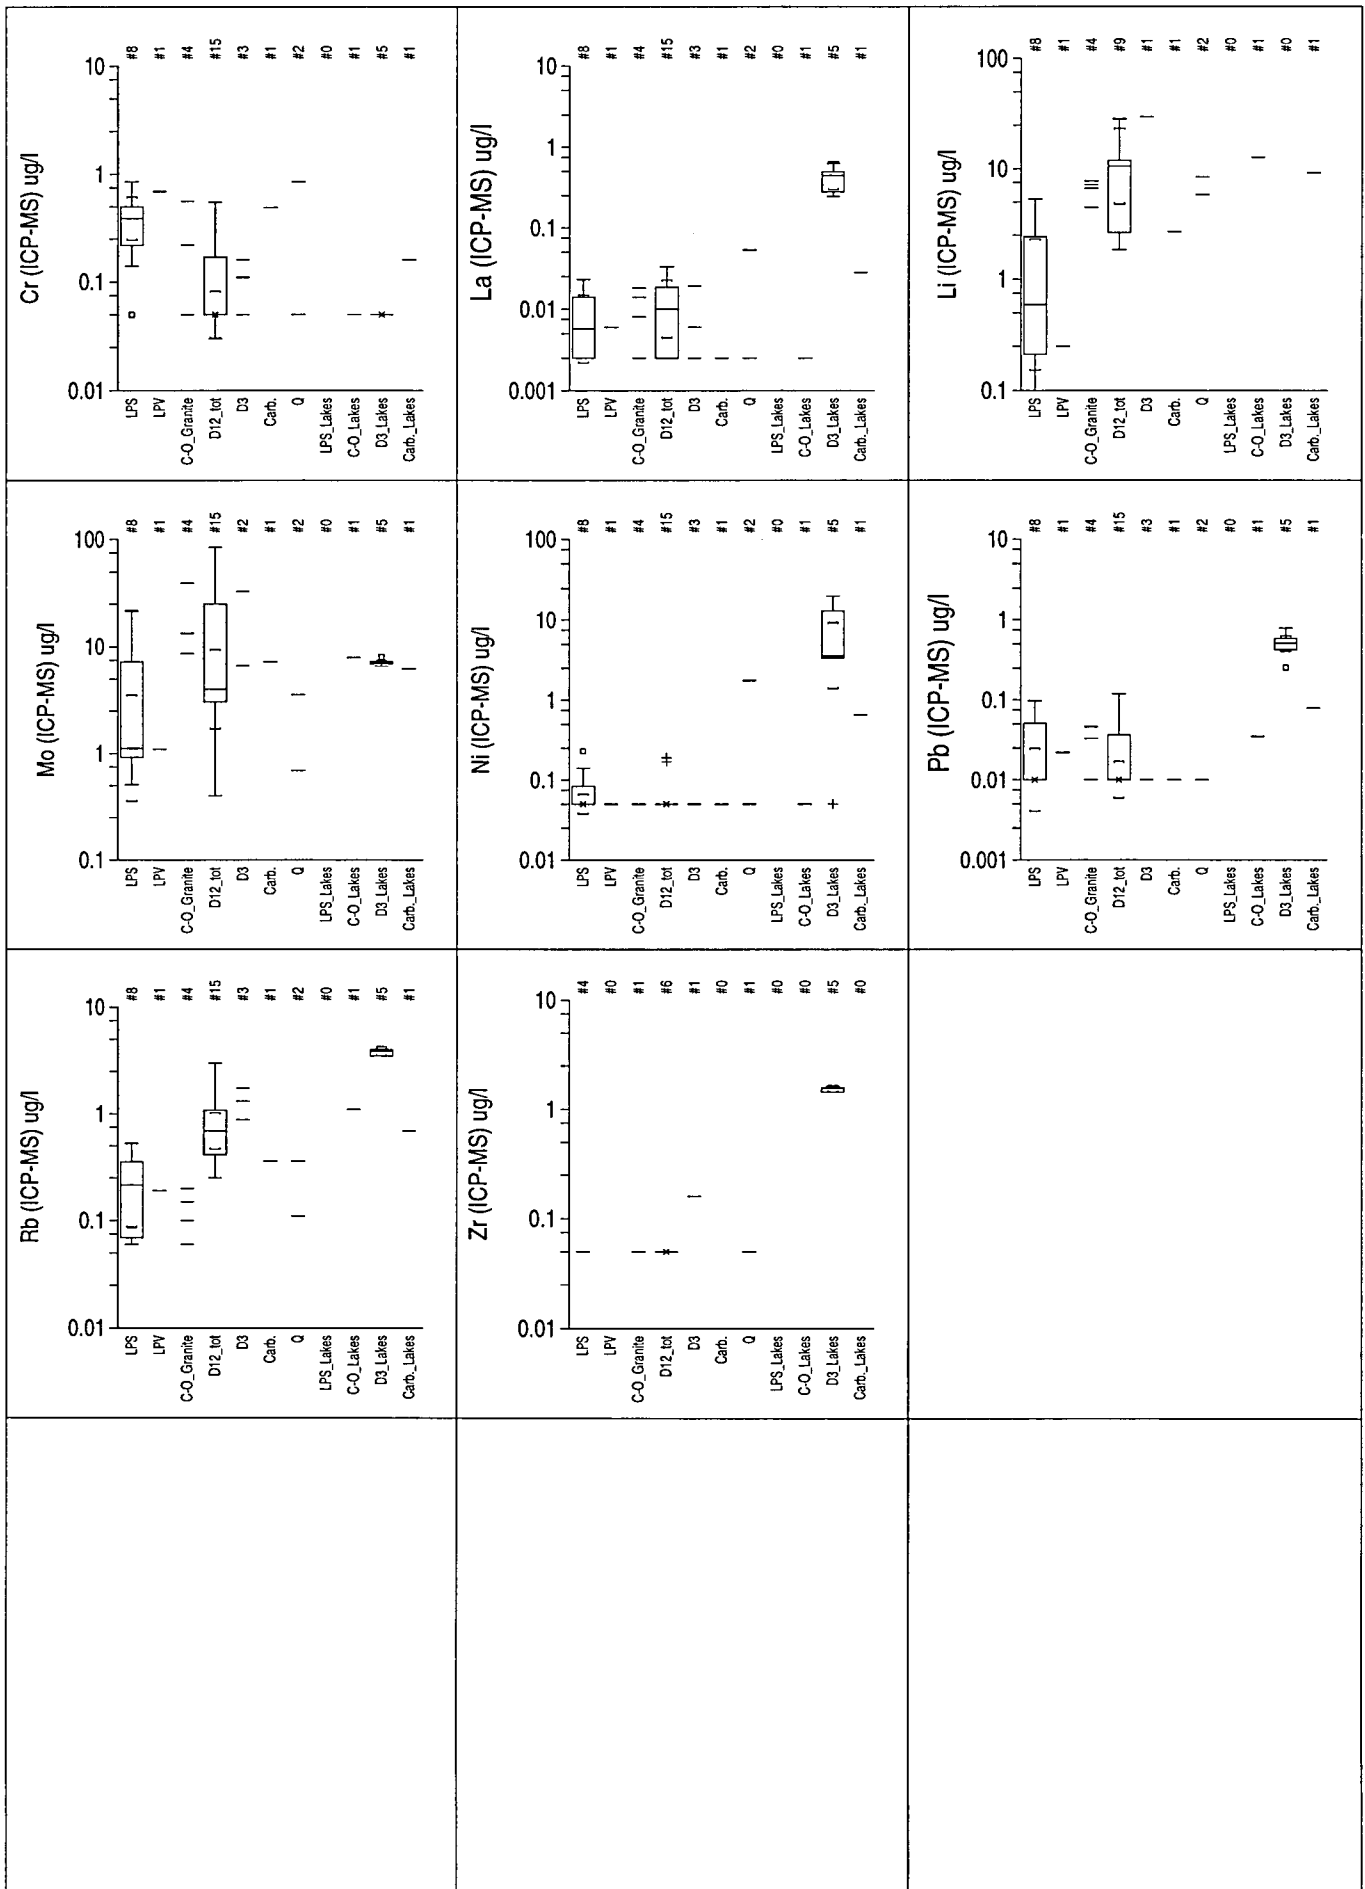 Cr (ICP-MS) ug/l
#8 #1 #4 #15 #3 #1 #2 #0 #1 #5 #1
10
1
0.1
0.01
LPS
LPV
C-O_Granite
D12_tot
D3
Carb.
Q
LPS_Lakes
C-O_Lakes
D3_Lakes
Carb._Lakes
La (ICP-MS) ug/l
#8 #1 #4 #15 #3 #1 #2 #0 #1 #5 #1
10
1
0.1
0.01
0.001
LPS
LPV
C-O_Granite
D12_tot
D3
Carb.
Q
LPS_Lakes
C-O_Lakes
D3_Lakes
Carb._Lakes
Li (ICP-MS) ug/l
#8 #1 #4 #9 #1 #1 #2 #0 #1 #0 #1
100
10
1
0.1
LPS
LPV
C-O_Granite
D12_tot
D3
Carb.
Q
LPS_Lakes
C-O_Lakes
D3_Lakes
Carb._Lakes
Mo (ICP-MS) ug/l
#8 #1 #4 #15 #2 #1 #2 #0 #1 #5 #1
100
10
1
0.1
LPS
LPV
C-O_Granite
D12_tot
D3
Carb.
Q
LPS_Lakes
C-O_Lakes
D3_Lakes
Carb._Lakes
Ni (ICP-MS) ug/l
#8 #1 #4 #15 #3 #1 #2 #0 #1 #5 #1
100
10
1
0.1
0.01
LPS
LPV
C-O_Granite
D12_tot
D3
Carb.
Q
LPS_Lakes
C-O_Lakes
D3_Lakes
Carb._Lakes
Pb (ICP-MS) ug/l
#8 #1 #4 #15 #3 #1 #2 #0 #1 #5 #1
10
1
0.1
0.01
0.001
LPS
LPV
C-O_Granite
D12_tot
D3
Carb.
Q
LPS_Lakes
C-O_Lakes
D3_Lakes
Carb._Lakes
Rb (ICP-MS) ug/l
#8 #1 #4 #15 #3 #1 #2 #0 #1 #5 #1
10
1
0.1
0.01
LPS
LPV
C-O_Granite
D12_tot
D3
Carb.
Q
LPS_Lakes
C-O_Lakes
D3_Lakes
Carb._Lakes
Zr (ICP-MS) ug/l
#4 #0 #1 #6 #1 #0 #1 #0 #0 #5 #0
10
1
0.1
0.01
LPS
LPV
C-O_Granite
D12_tot
D3
Carb.
Q
LPS_Lakes
C-O_Lakes
D3_Lakes
Carb._Lakes